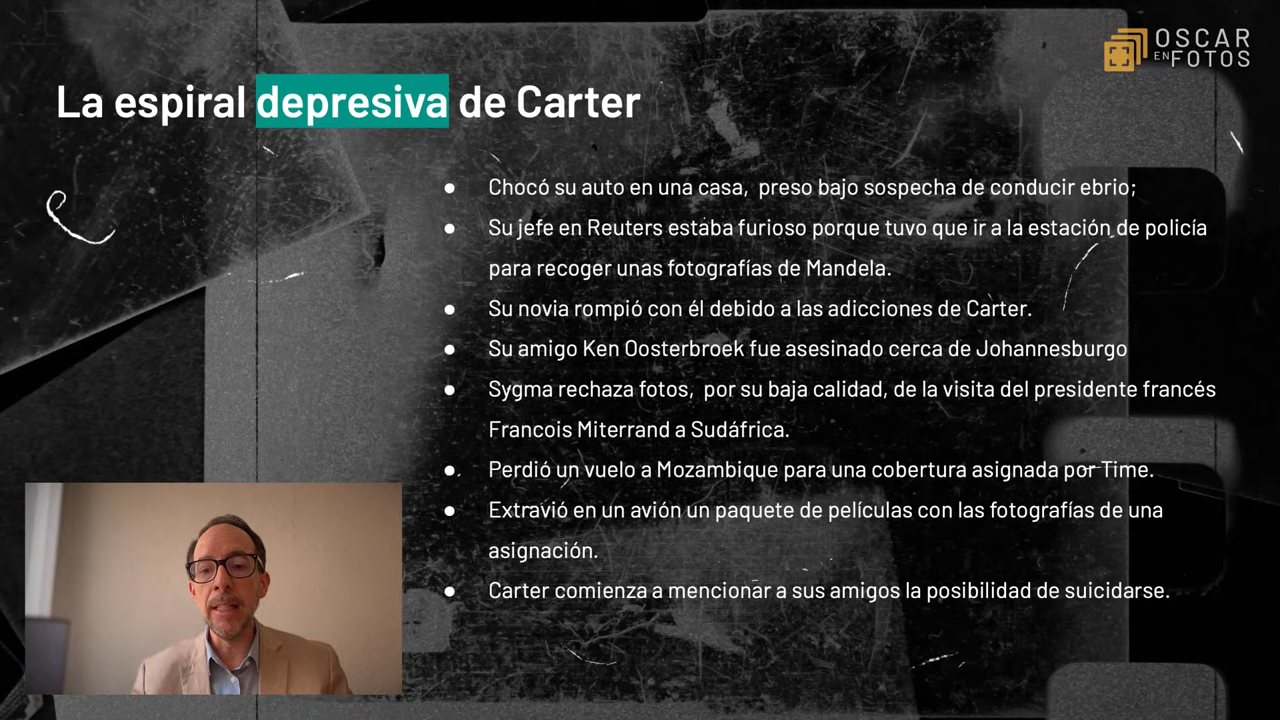 OSCAR
EN FOTOS
La espiral depresiva de Carter
● Chocó su auto en una casa, preso bajo sospecha de conducir ebrio;
● Su jefe en Reuters estaba furioso porque tuvo que ir a la estación de policía
para recoger unas fotografías de Mandela.
● Su novia rompió con él debido a las adicciones de Carter.
● Su amigo Ken Oosterbroek fue asesinado cerca de Johannesburgo
● Sygma rechaza fotos, por su baja calidad, de la visita del presidente francés
Francois Miterrand a Sudáfrica.
● Perdió un vuelo a Mozambique para una cobertura asignada por Time.
● Extravió en un avión un paquete de películas con las fotografías de una
asignación.
● Carter comienza a mencionar a sus amigos la posibilidad de suicidarse.